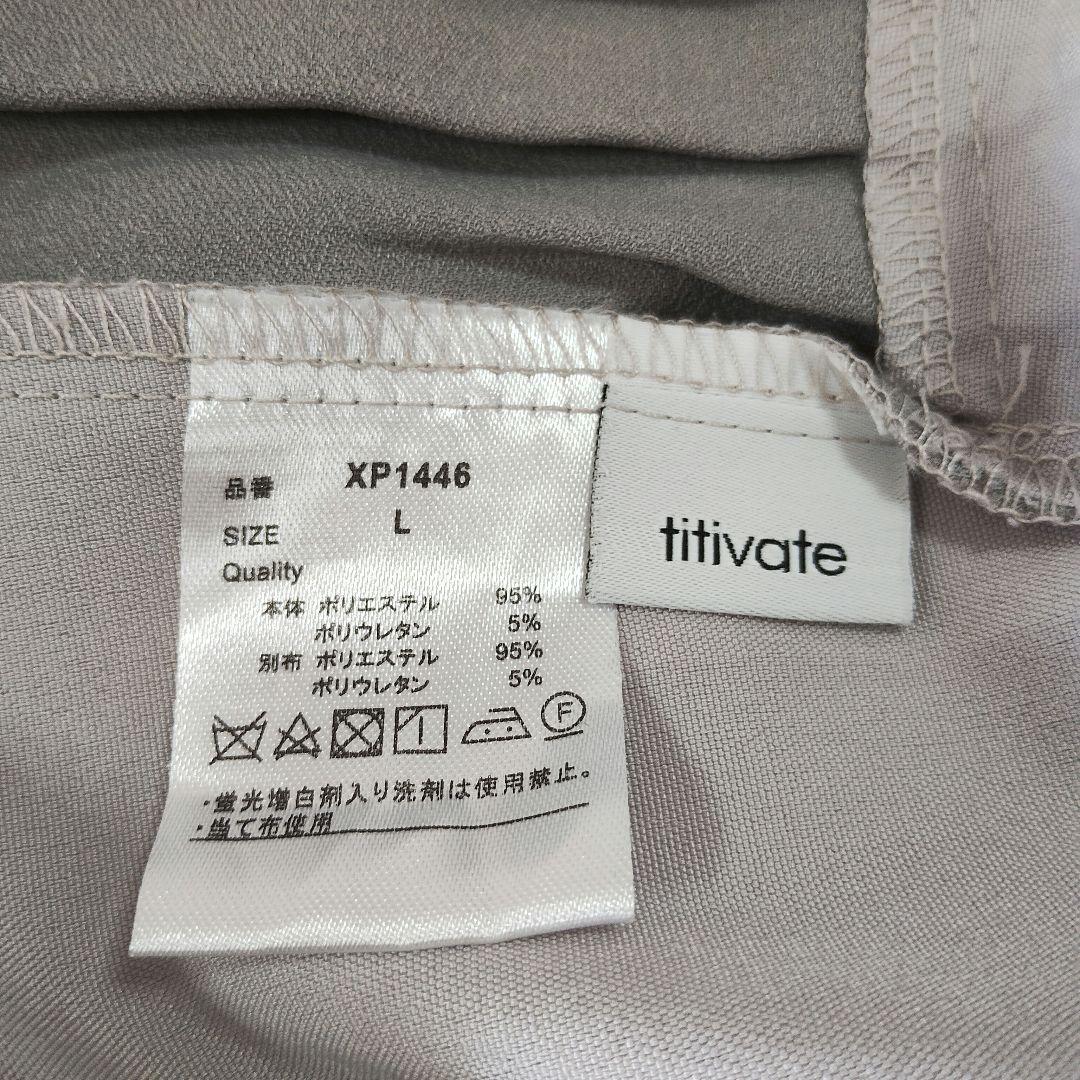 品番 XP1446
SIZE L
Quality
本体 ポリエステル 95%
ポリウレタン 5%
別布 ポリエステル 95%
ポリウレタン 5%
F
・蛍光増白剤入り洗剤は使用禁止。
・当て布使用
titivate